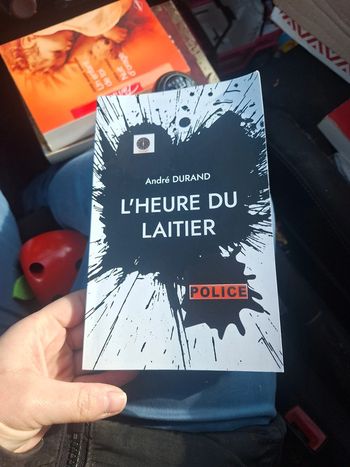 André DURAND
L'HEURE DU
LAITIER
POLICE